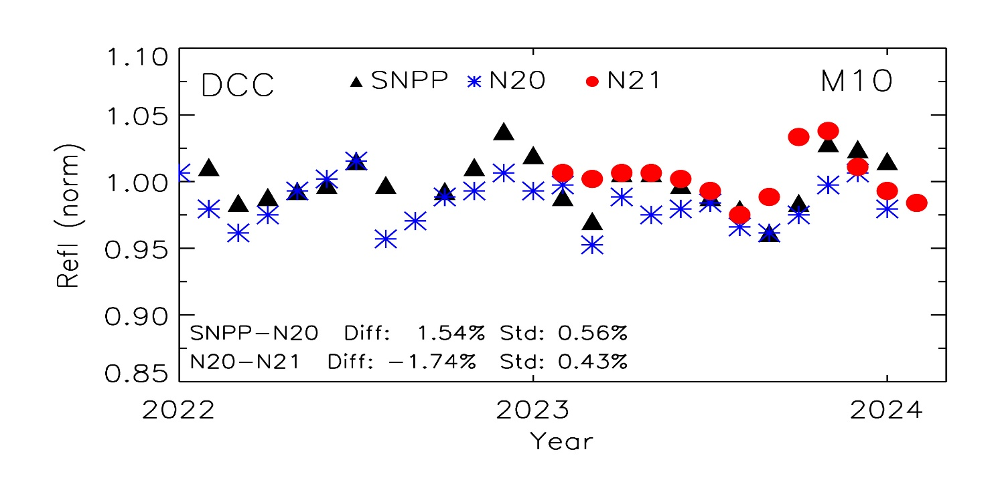 1.10
DCC SNPP N20 N21 M10
1.05
1.00
0.95
0.90
0.85
Refl (norm)
SNPP-N20 Diff: 1.54% Std: 0.56%
N20-N21 Diff: -1.74% Std: 0.43%
2022 2023 2024
Year